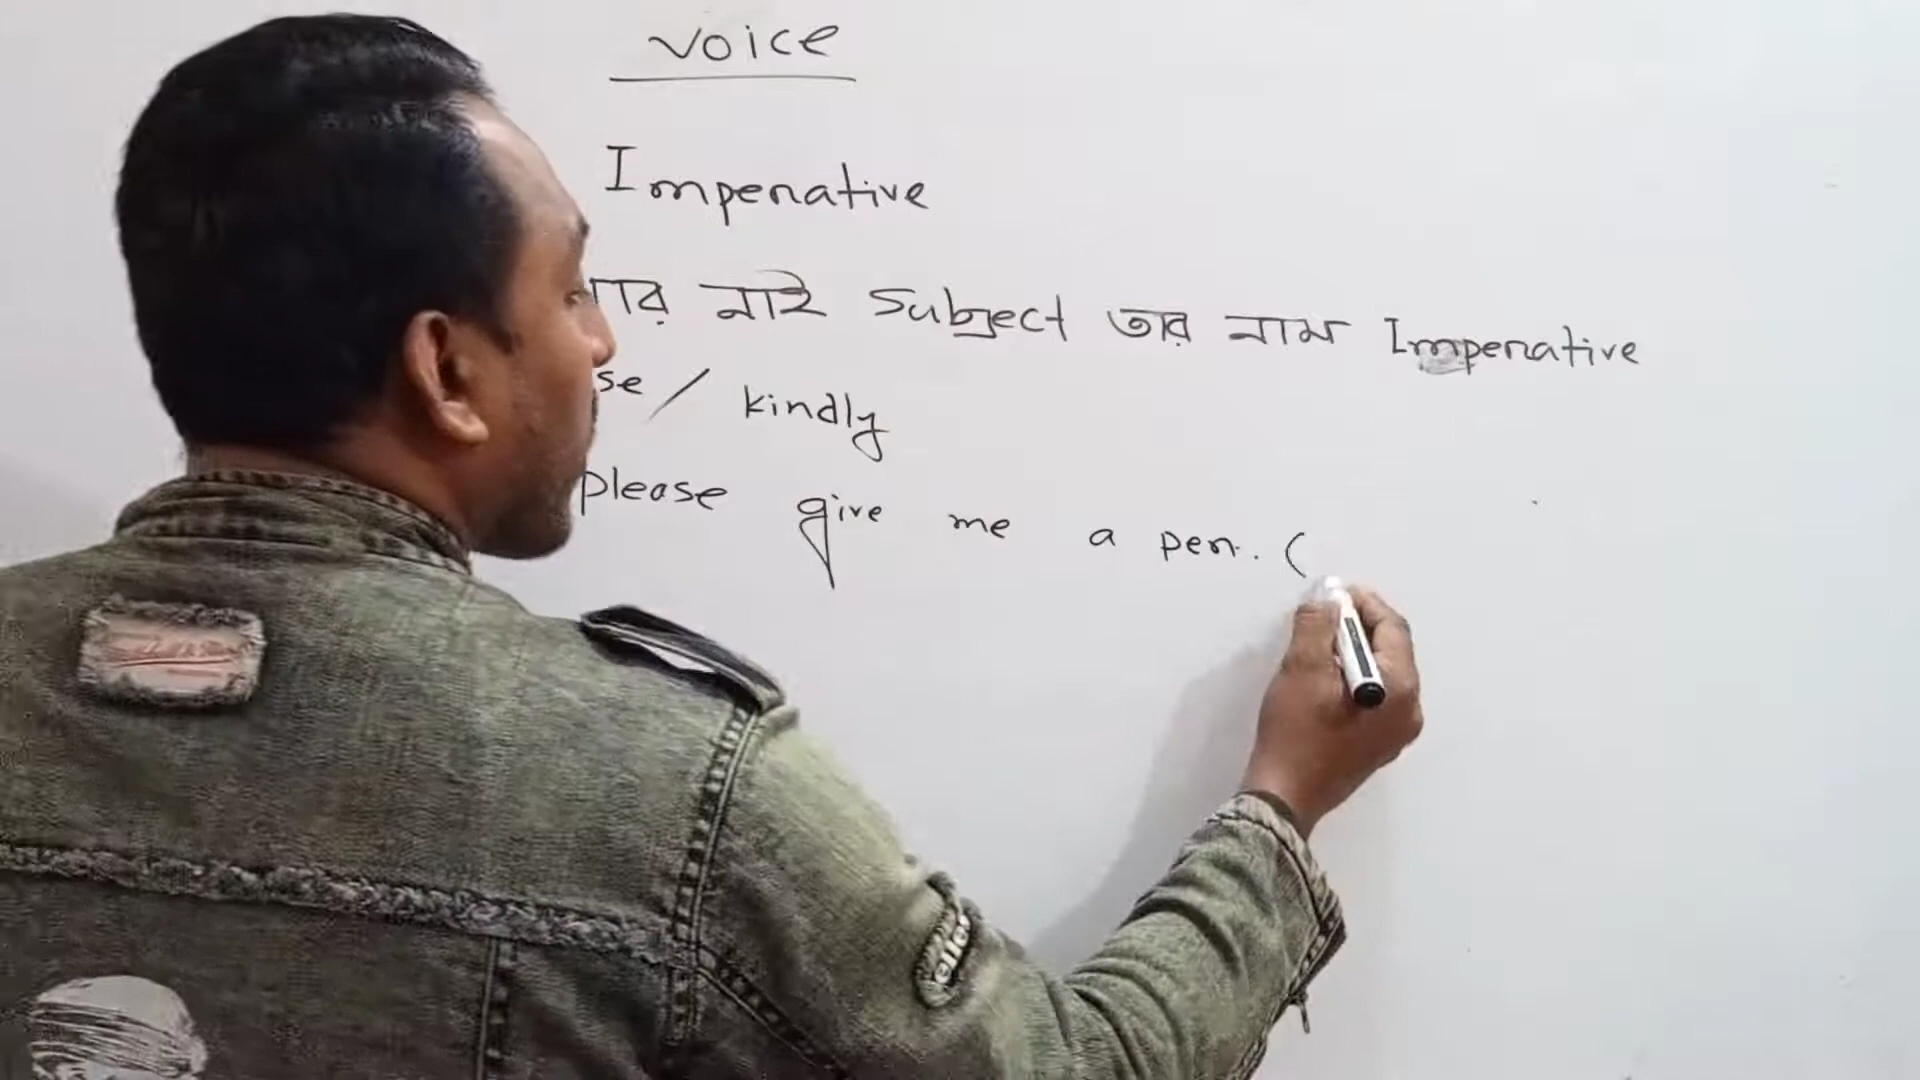 voice
Imperative
যার নাই Subject তার নাম Imperative
se / kindly
please give me a pen. (